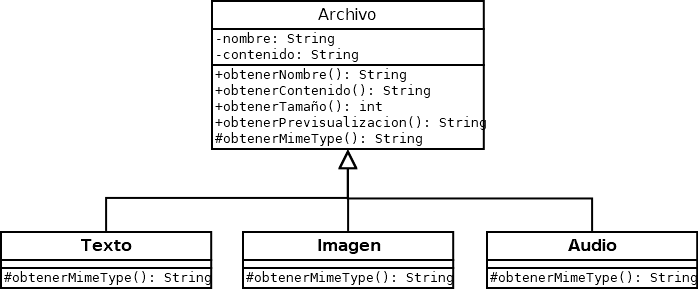 Archivo
-nombre: String
-contenido: String
+obtenerNombre(): String
+obtenerContenido(): String
+obtenerTamaño(): int
+obtenerPrevisualizacion(): String
#obtenerMimeType(): String
Texto
#obtenerMimeType(): String
Imagen
#obtenerMimeType(): String
Audio
#obtenerMimeType(): String